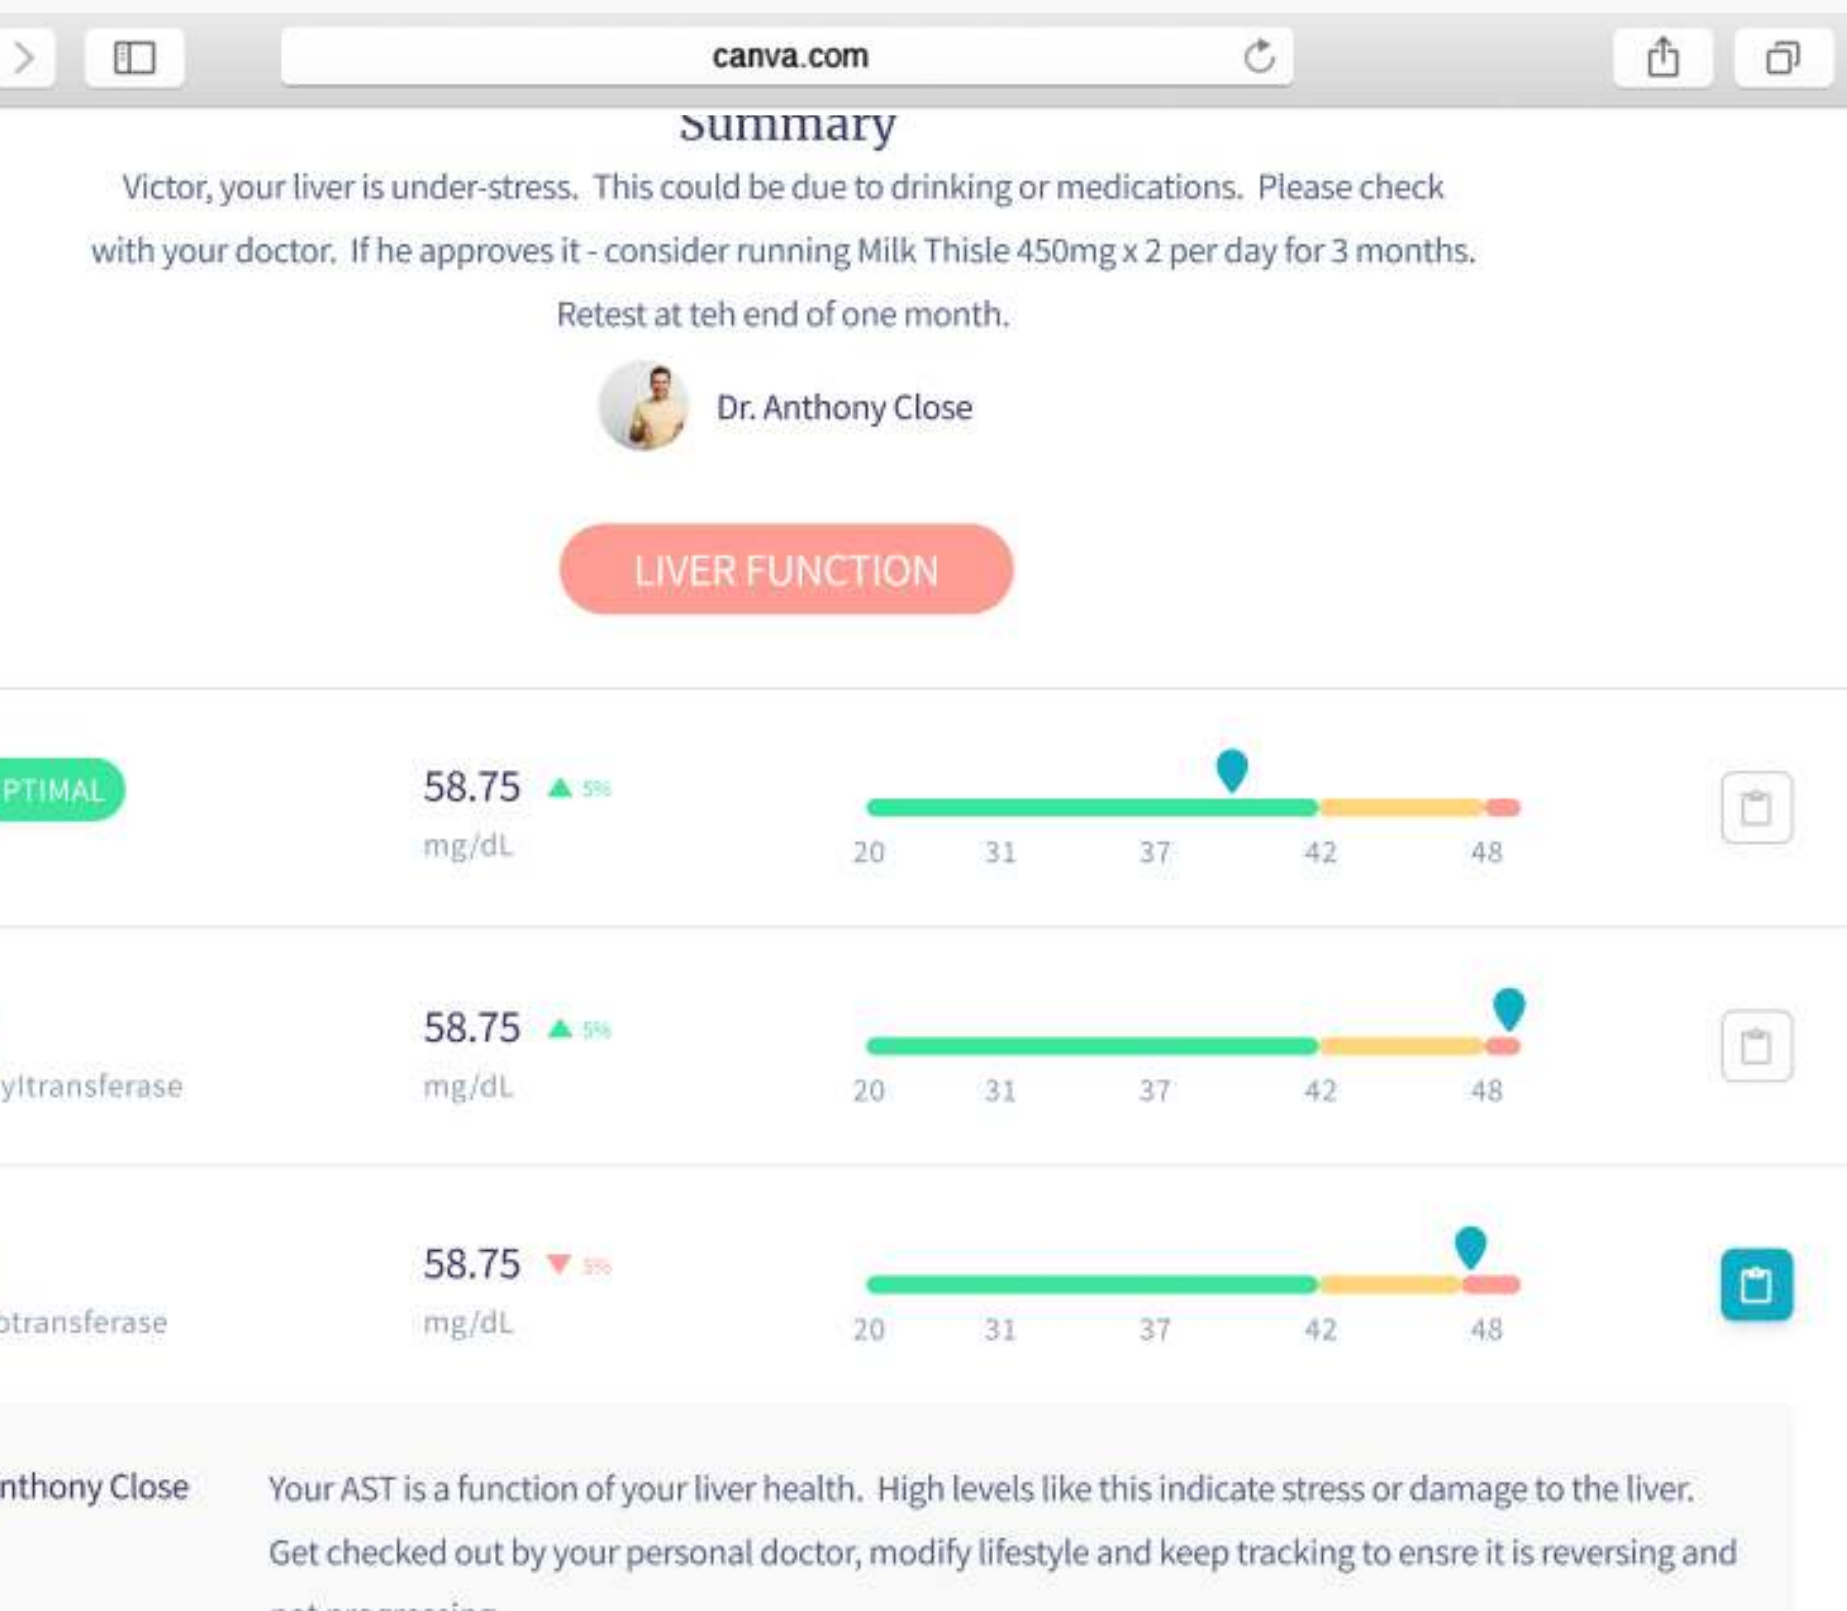 canva.com
Summary
Victor, your liver is under-stress. This could be due to drinking or medications. Please check
with your doctor. If he approves it - consider running Milk Thisle 450mg x 2 per day for 3 months.
Retest at teh end of one month.
Dr. Anthony Close
LIVER FUNCTION
PTIMAL
58.75 ▲ 5%
mg/dL
20 31 37 42 48
58.75 ▲ 5%
yltransferase
mg/dL
20 31 37 42 48
58.75 ▼ 5%
otransferase
mg/dL
20 31 37 42 48
nthony Close
Your AST is a function of your liver health. High levels like this indicate stress or damage to the liver.
Get checked out by your personal doctor, modify lifestyle and keep tracking to ensre it is reversing and